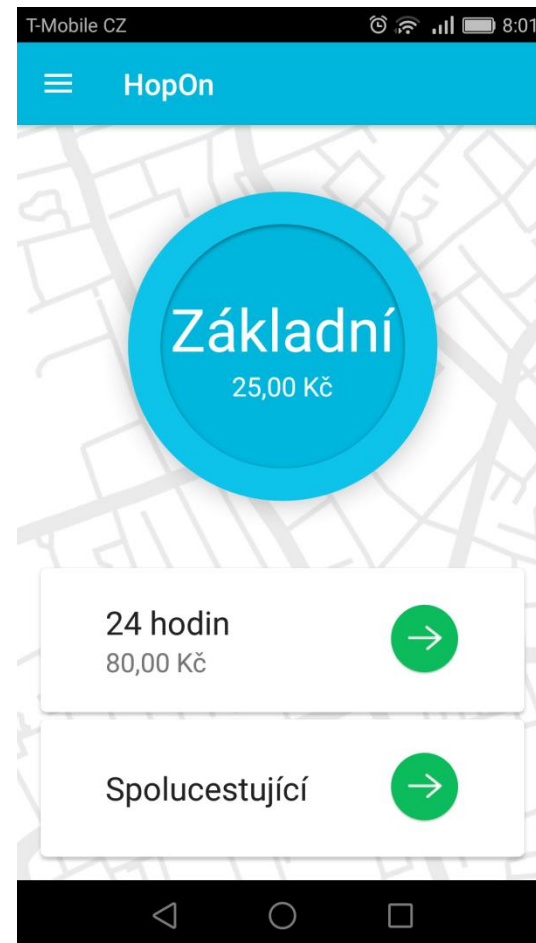 T-Mobile CZ 8:01
HopOn
Základní
25,00 Kč
24 hodin
80,00 Kč
Spolucestující